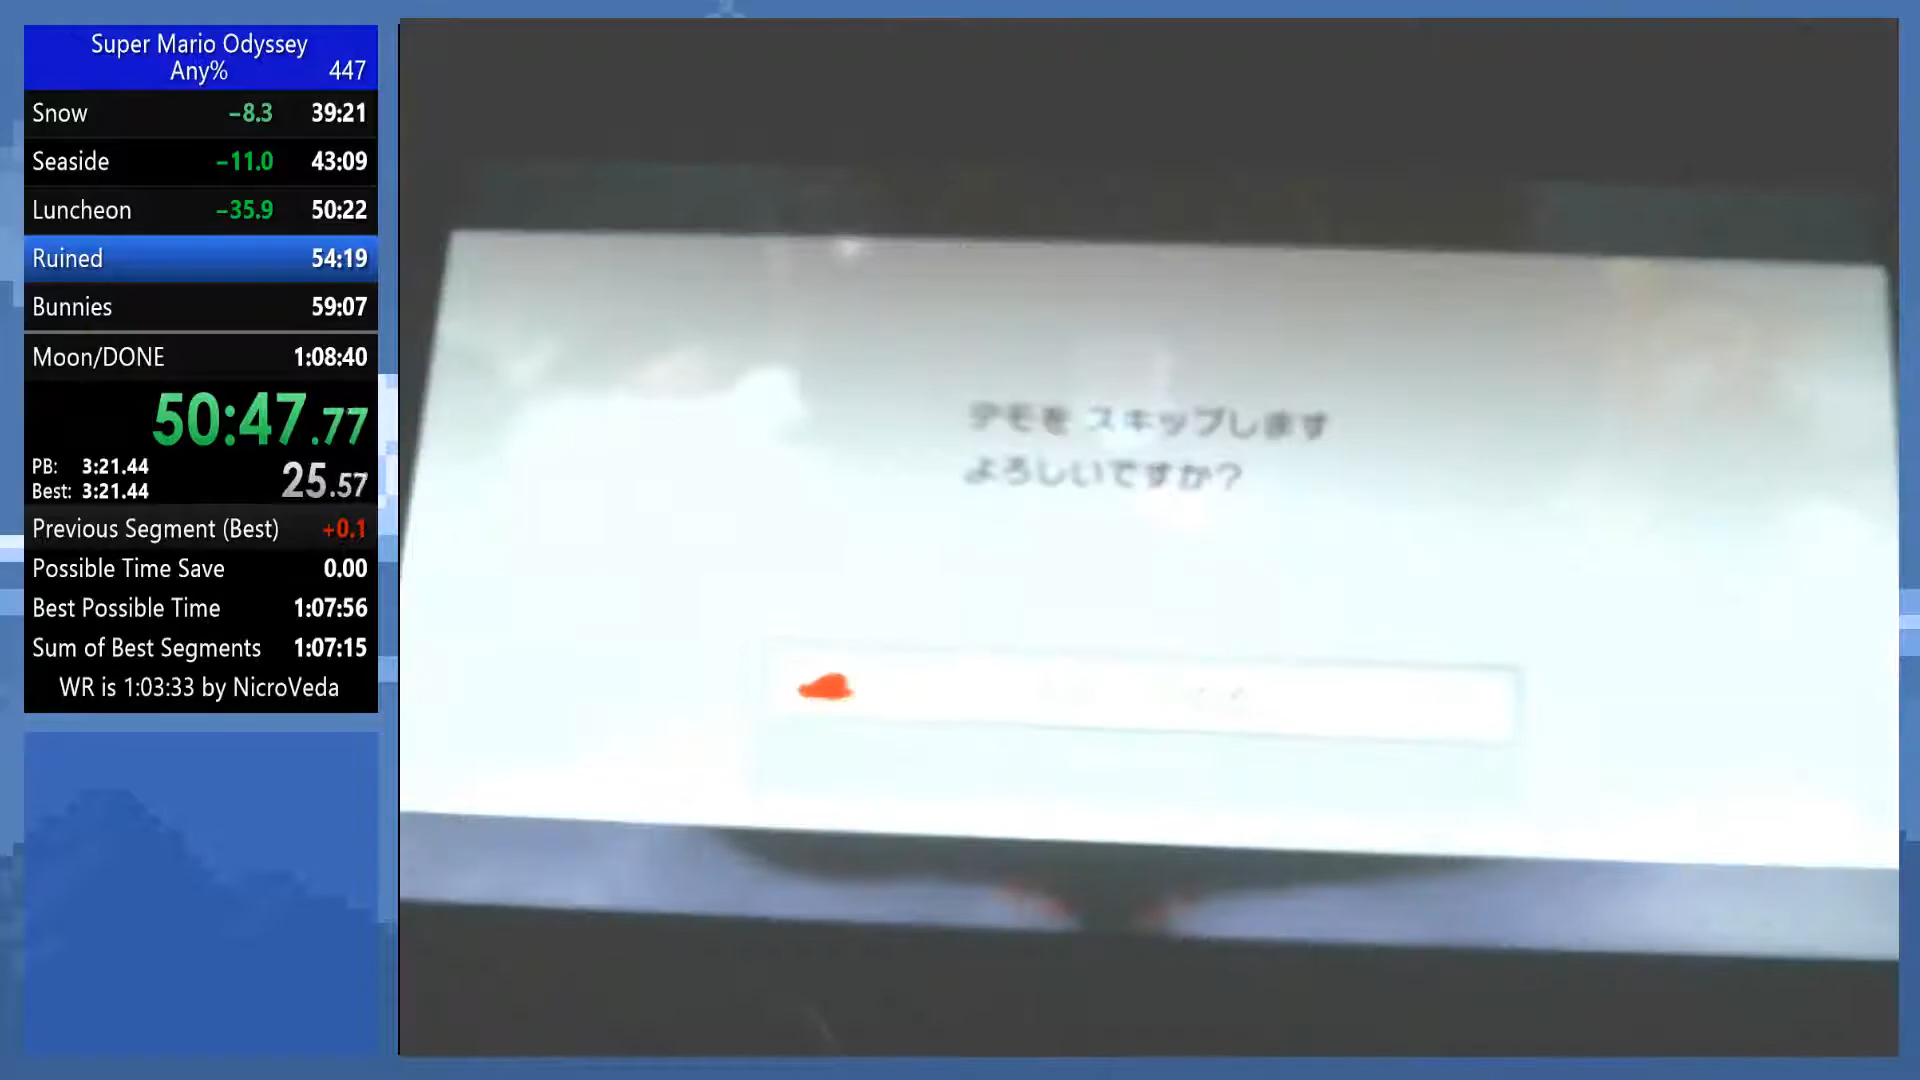 Super Mario Odyssey
Any% 447
Snow -8.3 39:21
Seaside -11.0 43:09
Luncheon -35.9 50:22
Ruined 54:19
Bunnies 59:07
Moon/DONE 1:08:40
50:47.77
PB: 3:21.44
Best: 3:21.44
25.57
Previous Segment (Best) +0.1
Possible Time Save 0.00
Best Possible Time 1:07:56
Sum of Best Segments 1:07:15
WR is 1:03:33 by NicroVeda
デモを スキップします
よろしいですか?